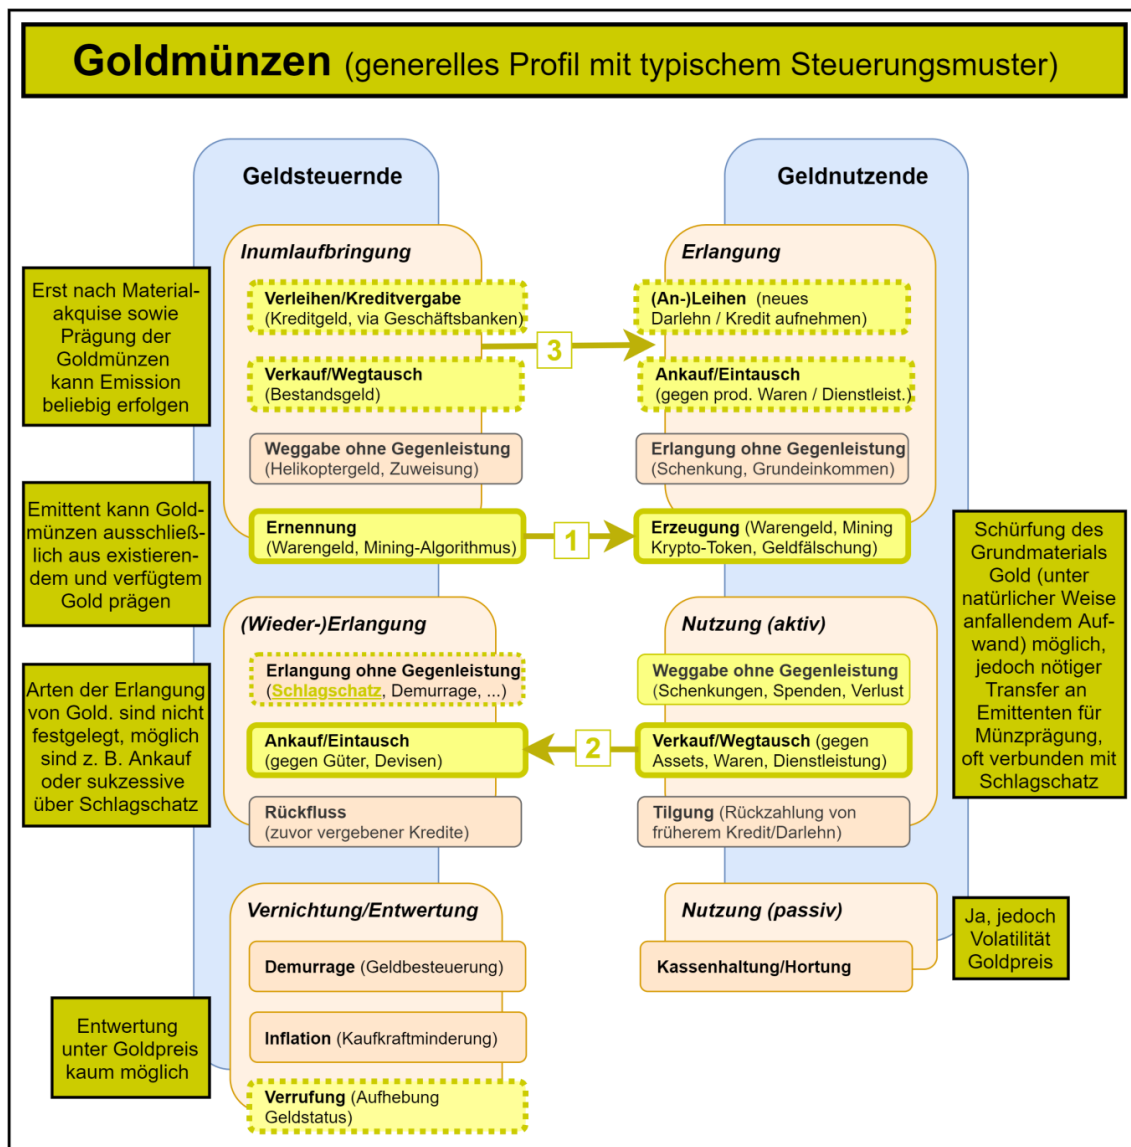 Goldmünzen (generelles Profil mit typischem Steuerungsmuster)
Geldsteuernde
Geldnutzende
Inumlaufbringung
Erlangung
Erst nach Material-
akquise sowie
Prägung der
Goldmünzen
kann Emission
beliebig erfolgen
Verleihen/Kreditvergabe
(Kreditgeld, via Geschäftsbanken)
(An-)Leihen (neues
Darlehn / Kredit aufnehmen)
3
Verkauf/Wegtausch
(Bestandsgeld)
Ankauf/Eintausch
(gegen prod. Waren / Dienstleist.)
Weggabe ohne Gegenleistung
(Helikoptergeld, Zuweisung)
Erlangung ohne Gegenleistung
(Schenkung, Grundeinkommen)
Emittent kann Gold-
münzen ausschließ-
lich aus existieren-
dem und verfügtem
Gold prägen
Ernennung
(Warengeld, Mining-Algorithmus)
1
Erzeugung (Warengeld, Mining
Krypto-Token, Geldfälschung)
Schürfung des
Grundmaterials
Gold (unter
natürlicher Weise
anfallendem Auf-
wand) möglich,
jedoch nötiger
Transfer an
Emittenten für
Münzprägung,
oft verbunden mit
Schlagschatz
(Wieder-)Erlangung
Nutzung (aktiv)
Arten der Erlangung
von Gold. sind nicht
festgelegt, möglich
sind z. B. Ankauf
oder sukzessive
über Schlagschatz
Erlangung ohne Gegenleistung
(Schlagschatz, Demurrage, ...)
Weggabe ohne Gegenleistung
(Schenkungen, Spenden, Verlust
Ankauf/Eintausch
(gegen Güter, Devisen)
2
Verkauf/Wegtausch (gegen
Assets, Waren, Dienstleistung)
Rückfluss
(zuvor vergebener Kredite)
Tilgung (Rückzahlung von
früherem Kredit/Darlehn)
Vernichtung/Entwertung
Nutzung (passiv)
Ja, jedoch
Volatilität
Goldpreis
Demurrage (Geldbesteuerung)
Kassenhaltung/Hortung
Entwertung
unter Goldpreis
kaum möglich
Inflation (Kaufkraftminderung)
Verrufung (Aufhebung
Geldstatus)